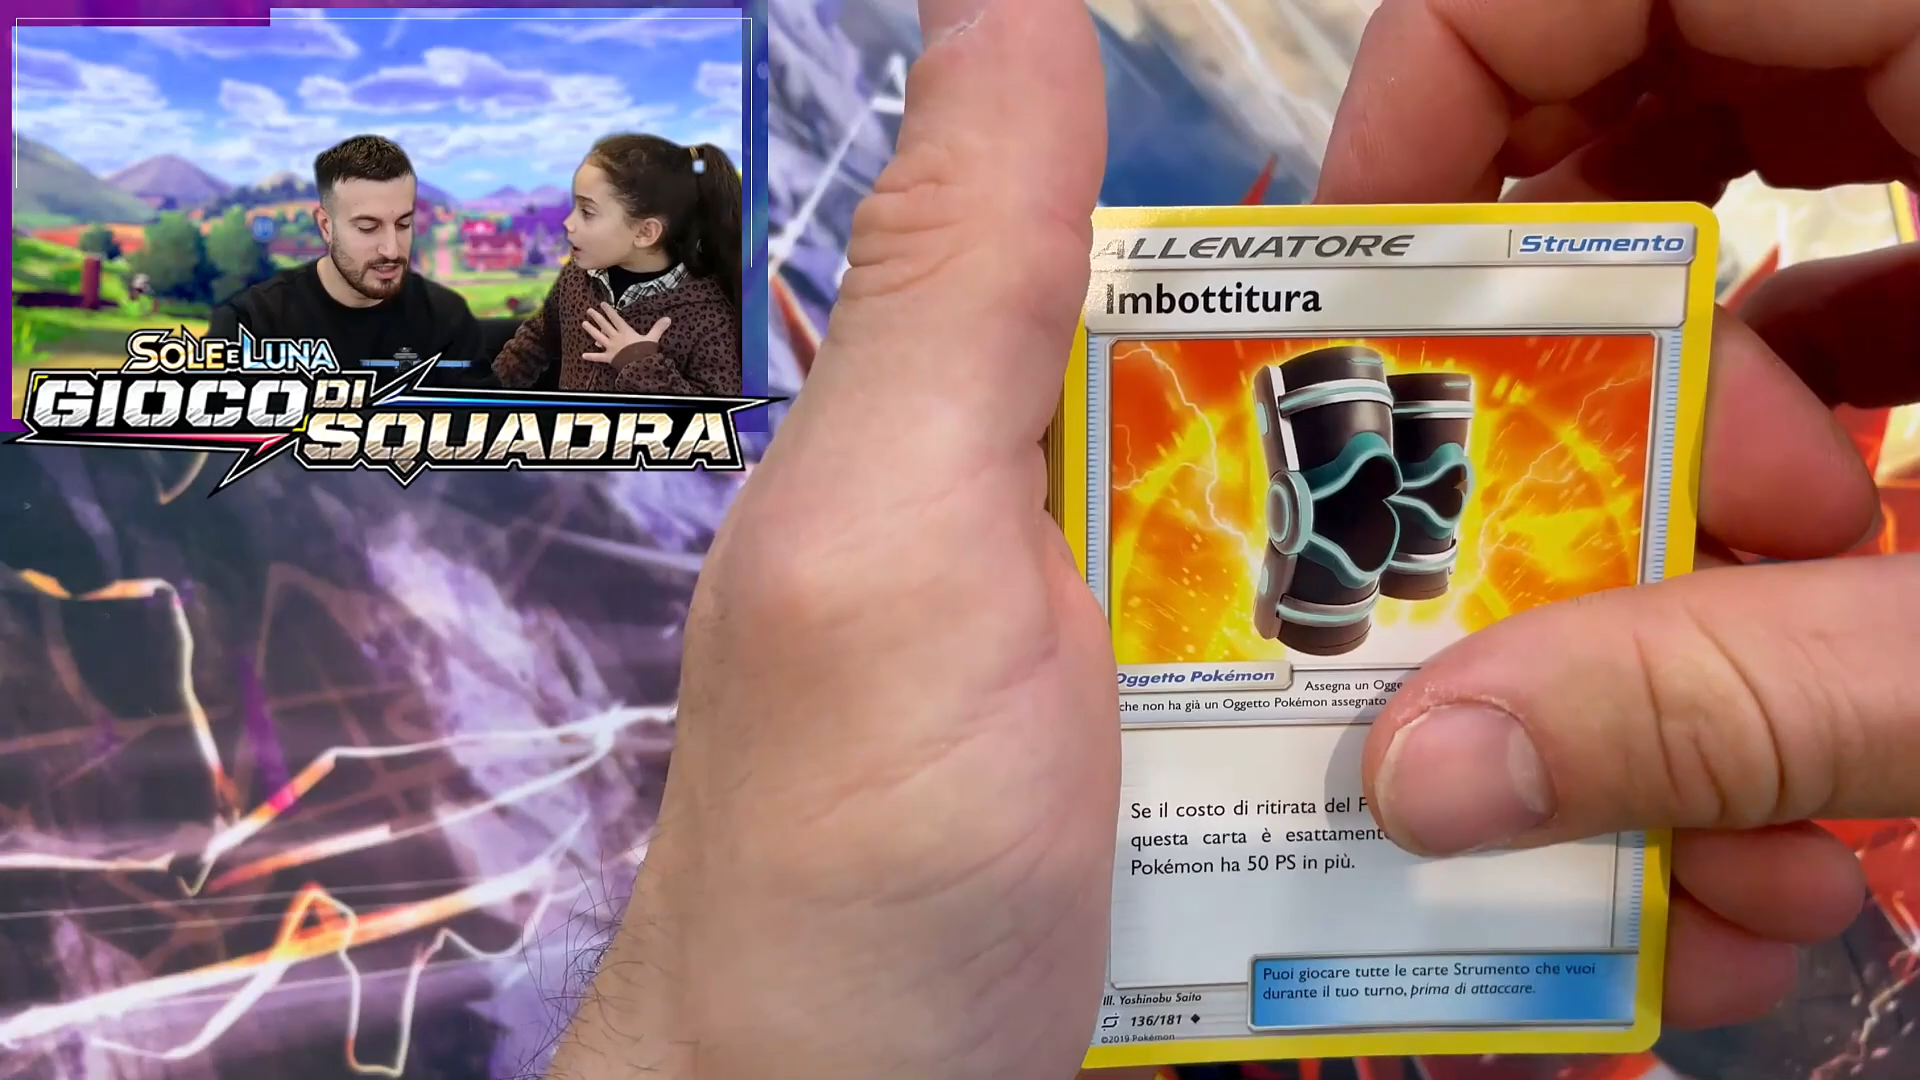 SOLE E LUNA
GIOCO DI
SQUADRA
ALLENATORE
Strumento
Imbottitura
Oggetto Pokémon
Assegna un
che non ha già un Oggetto Pokémon assegnato
Se il costo di ritirata del
questa carta è
Pokémon ha 50 PS in più.
Puoi giocare tutte le carte Strumento che vuoi
durante il tuo turno, prima di attaccare.
Ill. Yoshinobu Saito
136/181
©2019 Pokémon